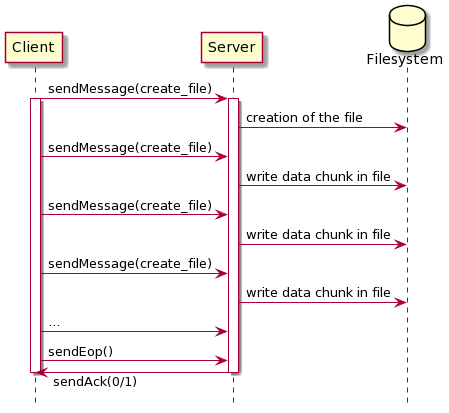 Client
Server
Filesystem
sendMessage(create_file)
creation of the file
sendMessage(create_file)
write data chunk in file
sendMessage(create_file)
write data chunk in file
sendMessage(create_file)
write data chunk in file
...
sendEop()
sendAck(0/1)